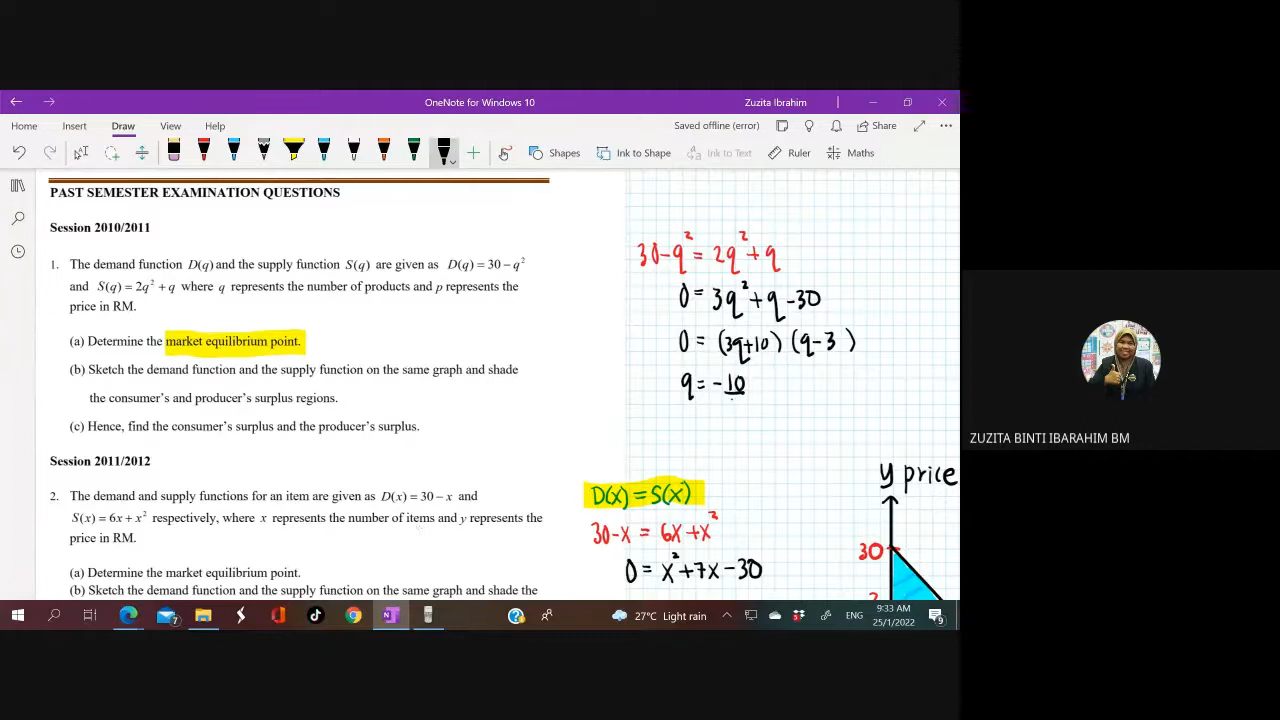 OneNote for Windows 10
Zuzita Ibrahim
Home Insert Draw View Help
Saved offline (error)
Share
Shapes
Ink to Shape
Ink to Text
Ruler
Maths
PAST SEMESTER EXAMINATION QUESTIONS
Session 2010/2011
1. The demand function D(q) and the supply function S(q) are given as D(q) = 30 − q²
and S(q) = 2q² + q where q represents the number of products and p represents the
price in RM.
(a) Determine the market equilibrium point.
(b) Sketch the demand function and the supply function on the same graph and shade
the consumer's and producer's surplus regions.
(c) Hence, find the consumer's surplus and the producer's surplus.
Session 2011/2012
2. The demand and supply functions for an item are given as D(x) = 30 − x and
S(x) = 6x + x² respectively, where x represents the number of items and y represents the
price in RM.
(a) Determine the market equilibrium point.
(b) Sketch the demand function and the supply function on the same graph and shade the
30-q² = 2q² + q
0 = 3q² + q - 30
0 = (3q+10) (q-3)
q = -10
D(x) = S(x)
30-x = 6x + x²
0 = x² + 7x - 30
y price
30
ZUZITA BINTI IBARAHIM BM
27°C Light rain
ENG
9:33 AM
25/1/2022
7
9